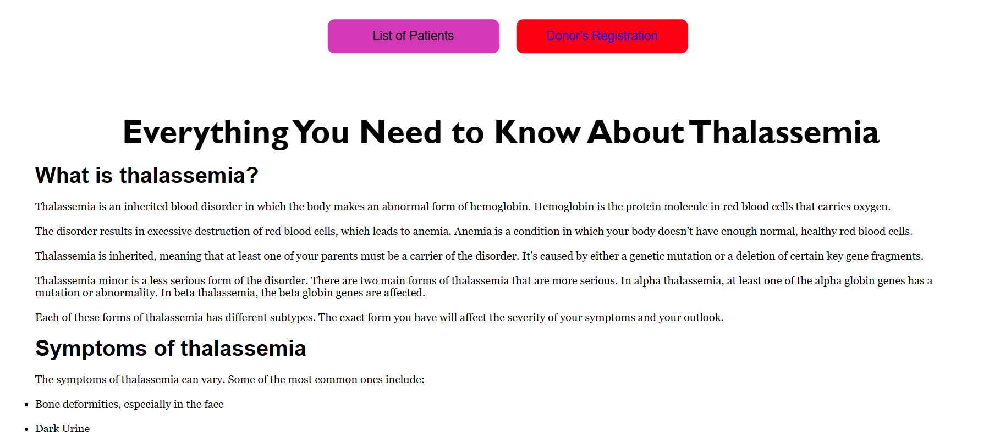 List of Patients
Donor's Registration
Everything You Need to Know About Thalassemia
What is thalassemia?
Thalassemia is an inherited blood disorder in which the body makes an abnormal form of hemoglobin. Hemoglobin is the protein molecule in red blood cells that carries oxygen.
The disorder results in excessive destruction of red blood cells, which leads to anemia. Anemia is a condition in which your body doesn’t have enough normal, healthy red blood cells.
Thalassemia is inherited, meaning that at least one of your parents must be a carrier of the disorder. It’s caused by either a genetic mutation or a deletion of certain key gene fragments.
Thalassemia minor is a less serious form of the disorder. There are two main forms of thalassemia that are more serious. In alpha thalassemia, at least one of the alpha globin genes has a
mutation or abnormality. In beta thalassemia, the beta globin genes are affected.
Each of these forms of thalassemia has different subtypes. The exact form you have will affect the severity of your symptoms and your outlook.
Symptoms of thalassemia
The symptoms of thalassemia can vary. Some of the most common ones include:
• Bone deformities, especially in the face
• Dark Urine